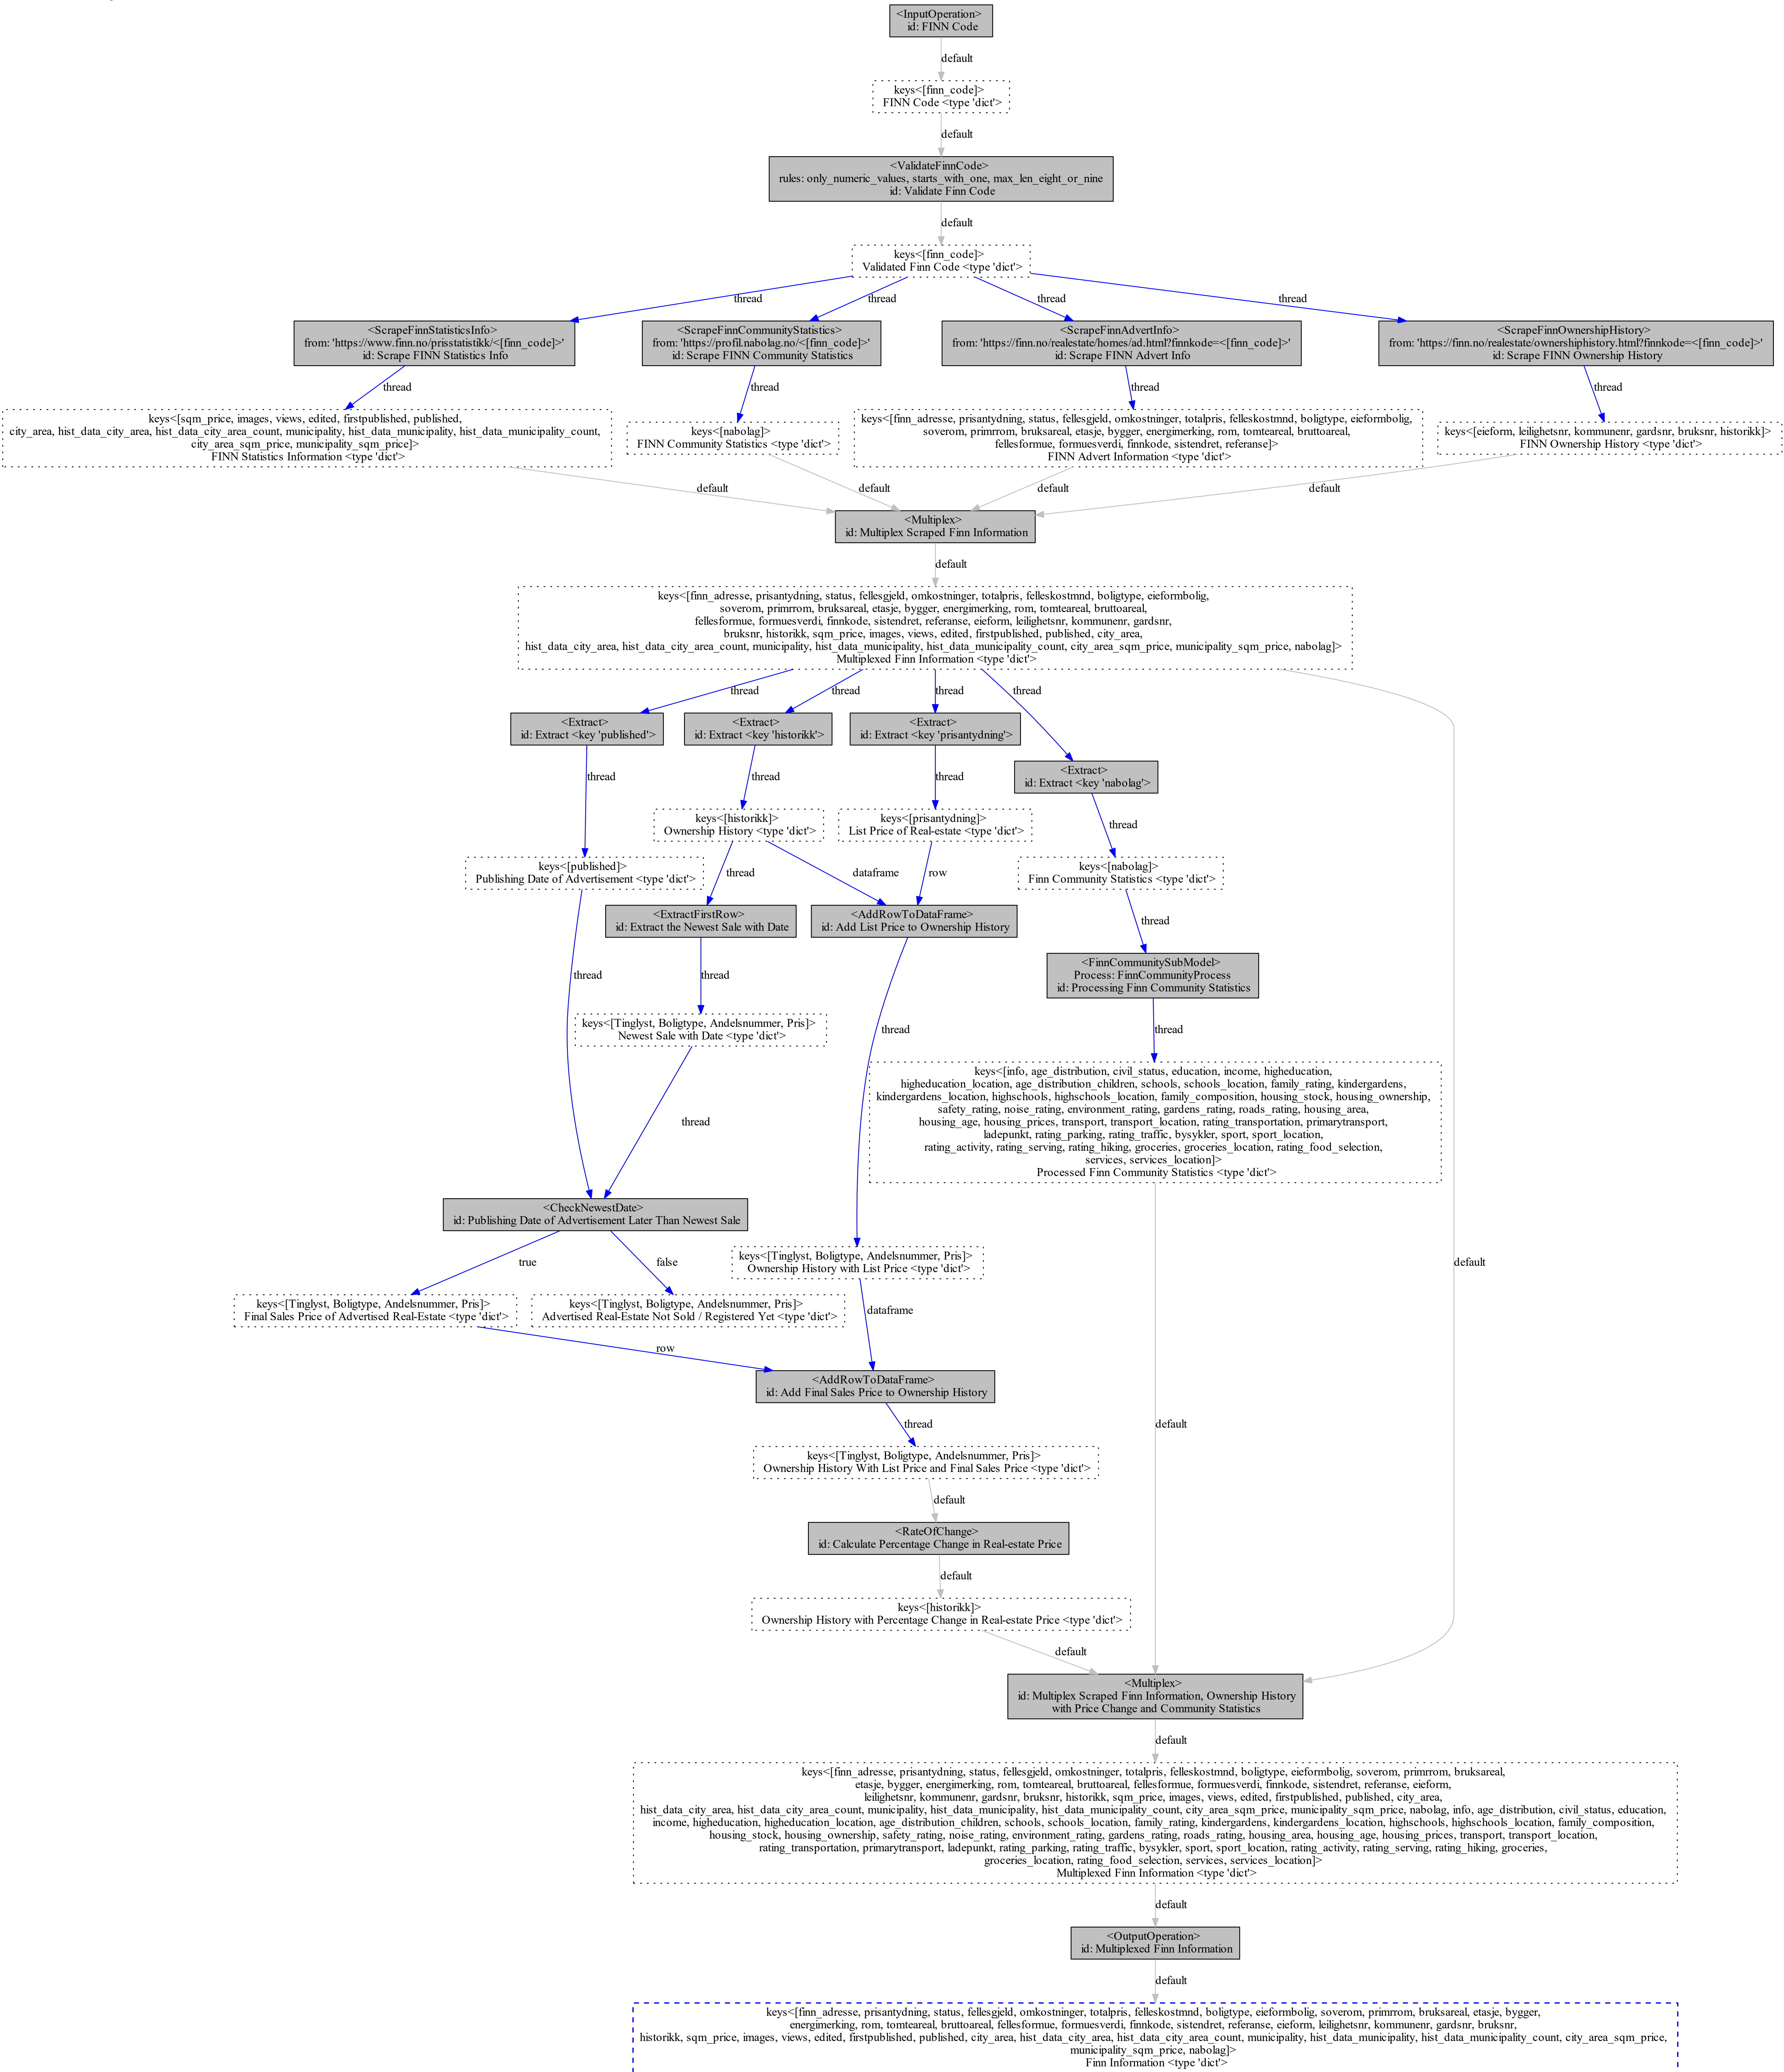 <InputOperation>
id: FINN Code
default
keys<[finn_code]>
FINN Code <type 'dict'>
default
<ValidateFinnCode>
rules: only_numeric_values, starts_with_one, max_len_eight_or_nine
id: Validate Finn Code
default
keys<[finn_code]>
Validated Finn Code <type 'dict'>
thread
thread
thread
thread
<ScrapeFinnStatisticsInfo>
from: 'https://www.finn.no/prisstatistikk/<[finn_code]>'
id: Scrape FINN Statistics Info
<ScrapeFinnCommunityStatistics>
from: 'https://profil.nabolag.no/<[finn_code]>'
id: Scrape FINN Community Statistics
<ScrapeFinnAdvertInfo>
from: 'https://finn.no/realestate/homes/ad.html?finnkode=<[finn_code]>'
id: Scrape FINN Advert Info
<ScrapeFinnOwnershipHistory>
from: 'https://finn.no/realestate/ownershiphistory.html?finnkode=<[finn_code]>'
id: Scrape FINN Ownership History
thread
thread
thread
thread
keys<[sqm_price, images, views, edited, firstpublished, published,
city_area, hist_data_city_area, hist_data_city_area_count, municipality, hist_data_municipality, hist_data_municipality_count,
city_area_sqm_price, municipality_sqm_price]>
FINN Statistics Information <type 'dict'>
keys<[nabolag]>
FINN Community Statistics <type 'dict'>
keys<[finn_adresse, prisantydning, status, fellesgjeld, omkostninger, totalpris, felleskostmnd, boligtype, eieformbolig,
soverom, primrrom, bruksareal, etasje, bygger, energimerking, rom, tomteareal, bruttoareal,
fellesformue, formuesverdi, finnkode, sistendret, referanse]>
FINN Advert Information <type 'dict'>
keys<[eieform, leilighetsnr, kommunenr, gardsnr, bruksnr, historikk]>
FINN Ownership History <type 'dict'>
default
default
default
default
<Multiplex>
id: Multiplex Scraped Finn Information
default
keys<[finn_adresse, prisantydning, status, fellesgjeld, omkostninger, totalpris, felleskostmnd, boligtype, eieformbolig,
soverom, primrrom, bruksareal, etasje, bygger, energimerking, rom, tomteareal, bruttoareal,
fellesformue, formuesverdi, finnkode, sistendret, referanse, eieform, leilighetsnr, kommunenr, gardsnr,
bruksnr, historikk, sqm_price, images, views, edited, firstpublished, published, city_area,
hist_data_city_area, hist_data_city_area_count, municipality, hist_data_municipality, hist_data_municipality_count, city_area_sqm_price, municipality_sqm_price, nabolag]>
Multiplexed Finn Information <type 'dict'>
thread
thread
thread
thread
<Extract>
id: Extract <key 'published'>
<Extract>
id: Extract <key 'historikk'>
<Extract>
id: Extract <key 'prisantydning'>
<Extract>
id: Extract <key 'nabolag'>
thread
thread
thread
thread
keys<[historikk]>
Ownership History <type 'dict'>
keys<[prisantydning]>
List Price of Real-estate <type 'dict'>
keys<[published]>
Publishing Date of Advertisement <type 'dict'>
keys<[nabolag]>
Finn Community Statistics <type 'dict'>
thread
dataframe
row
thread
<ExtractFirstRow>
id: Extract the Newest Sale with Date
<AddRowToDataFrame>
id: Add List Price to Ownership History
<FinnCommunitySubModel>
Process: FinnCommunityProcess
id: Processing Finn Community Statistics
thread
thread
thread
thread
keys<[Tinglyst, Boligtype, Andelsnummer, Pris]>
Newest Sale with Date <type 'dict'>
keys<[info, age_distribution, civil_status, education, income, higheducation,
higheducation_location, age_distribution_children, schools, schools_location, family_rating, kindergardens,
kindergardens_location, highschools, highschools_location, family_composition, housing_stock, housing_ownership,
safety_rating, noise_rating, environment_rating, gardens_rating, roads_rating, housing_area,
housing_age, housing_prices, transport, transport_location, rating_transportation, primarytransport,
ladepunkt, rating_parking, rating_traffic, bysykler, sport, sport_location,
rating_activity, rating_serving, rating_hiking, groceries, groceries_location, rating_food_selection,
services, services_location]>
Processed Finn Community Statistics <type 'dict'>
thread
<CheckNewestDate>
id: Publishing Date of Advertisement Later Than Newest Sale
true
false
default
keys<[Tinglyst, Boligtype, Andelsnummer, Pris]>
Ownership History with List Price <type 'dict'>
keys<[Tinglyst, Boligtype, Andelsnummer, Pris]>
Final Sales Price of Advertised Real-Estate <type 'dict'>
keys<[Tinglyst, Boligtype, Andelsnummer, Pris]>
Advertised Real-Estate Not Sold / Registered Yet <type 'dict'>
dataframe
row
<AddRowToDataFrame>
id: Add Final Sales Price to Ownership History
thread
default
keys<[Tinglyst, Boligtype, Andelsnummer, Pris]>
Ownership History With List Price and Final Sales Price <type 'dict'>
default
<RateOfChange>
id: Calculate Percentage Change in Real-estate Price
default
keys<[historikk]>
Ownership History with Percentage Change in Real-estate Price <type 'dict'>
default
<Multiplex>
id: Multiplex Scraped Finn Information, Ownership History
with Price Change and Community Statistics
default
keys<[finn_adresse, prisantydning, status, fellesgjeld, omkostninger, totalpris, felleskostmnd, boligtype, eieformbolig, soverom, primrrom, bruksareal,
etasje, bygger, energimerking, rom, tomteareal, bruttoareal, fellesformue, formuesverdi, finnkode, sistendret, referanse, eieform,
leilighetsnr, kommunenr, gardsnr, bruksnr, historikk, sqm_price, images, views, edited, firstpublished, published, city_area,
hist_data_city_area, hist_data_city_area_count, municipality, hist_data_municipality, hist_data_municipality_count, city_area_sqm_price, municipality_sqm_price, nabolag, info, age_distribution, civil_status, education,
income, higheducation, higheducation_location, age_distribution_children, schools, schools_location, family_rating, kindergardens, kindergardens_location, highschools, highschools_location, family_composition,
housing_stock, housing_ownership, safety_rating, noise_rating, environment_rating, gardens_rating, roads_rating, housing_area, housing_age, housing_prices, transport, transport_location,
rating_transportation, primarytransport, ladepunkt, rating_parking, rating_traffic, bysykler, sport, sport_location, rating_activity, rating_serving, rating_hiking, groceries,
groceries_location, rating_food_selection, services, services_location]>
Multiplexed Finn Information <type 'dict'>
default
<OutputOperation>
id: Multiplexed Finn Information
default
keys<[finn_adresse, prisantydning, status, fellesgjeld, omkostninger, totalpris, felleskostmnd, boligtype, eieformbolig, soverom, primrrom, bruksareal, etasje, bygger,
energimerking, rom, tomteareal, bruttoareal, fellesformue, formuesverdi, finnkode, sistendret, referanse, eieform, leilighetsnr, kommunenr, gardsnr, bruksnr,
historikk, sqm_price, images, views, edited, firstpublished, published, city_area, hist_data_city_area, hist_data_city_area_count, municipality, hist_data_municipality, hist_data_municipality_count, city_area_sqm_price,
municipality_sqm_price, nabolag]>
Finn Information <type 'dict'>